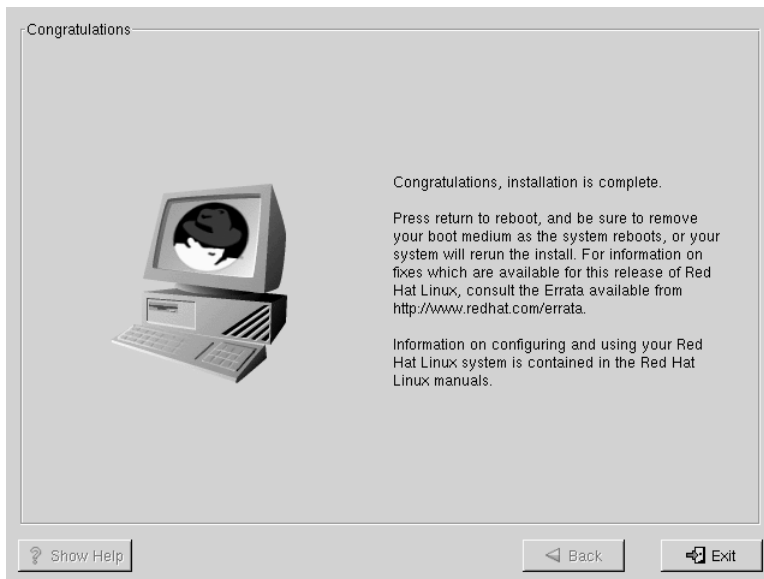 Congratulations
Congratulations, installation is complete.
Press return to reboot, and be sure to remove
your boot medium as the system reboots, or your
system will rerun the install. For information on
fixes which are available for this release of Red
Hat Linux, consult the Errata available from
http://www.redhat.com/errata.
Information on configuring and using your Red
Hat Linux system is contained in the Red Hat
Linux manuals.
? Show Help
Back
Exit